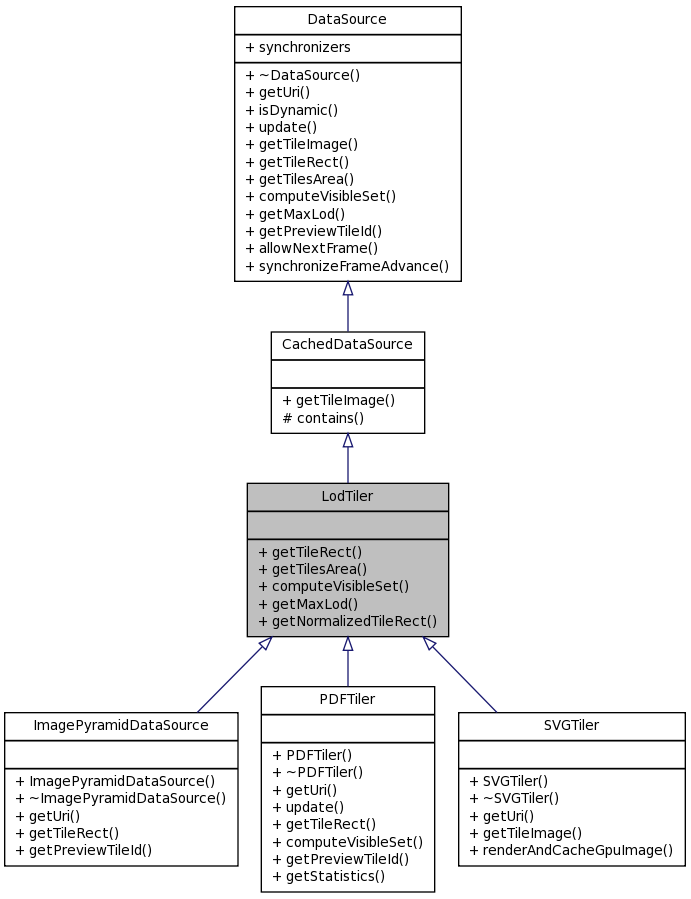 DataSource
+ synchronizers
+ ~DataSource()
+ getUri()
+ isDynamic()
+ update()
+ getTileImage()
+ getTileRect()
+ getTilesArea()
+ computeVisibleSet()
+ getMaxLod()
+ getPreviewTileId()
+ allowNextFrame()
+ synchronizeFrameAdvance()
CachedDataSource
+ getTileImage()
# contains()
LodTiler
+ getTileRect()
+ getTilesArea()
+ computeVisibleSet()
+ getMaxLod()
+ getNormalizedTileRect()
ImagePyramidDataSource
+ ImagePyramidDataSource()
+ ~ImagePyramidDataSource()
+ getUri()
+ getTileRect()
+ getPreviewTileId()
PDFTiler
+ PDFTiler()
+ ~PDFTiler()
+ getUri()
+ update()
+ getTileRect()
+ computeVisibleSet()
+ getPreviewTileId()
+ getStatistics()
SVGTiler
+ SVGTiler()
+ ~SVGTiler()
+ getUri()
+ getTileImage()
+ renderAndCacheGpuImage()